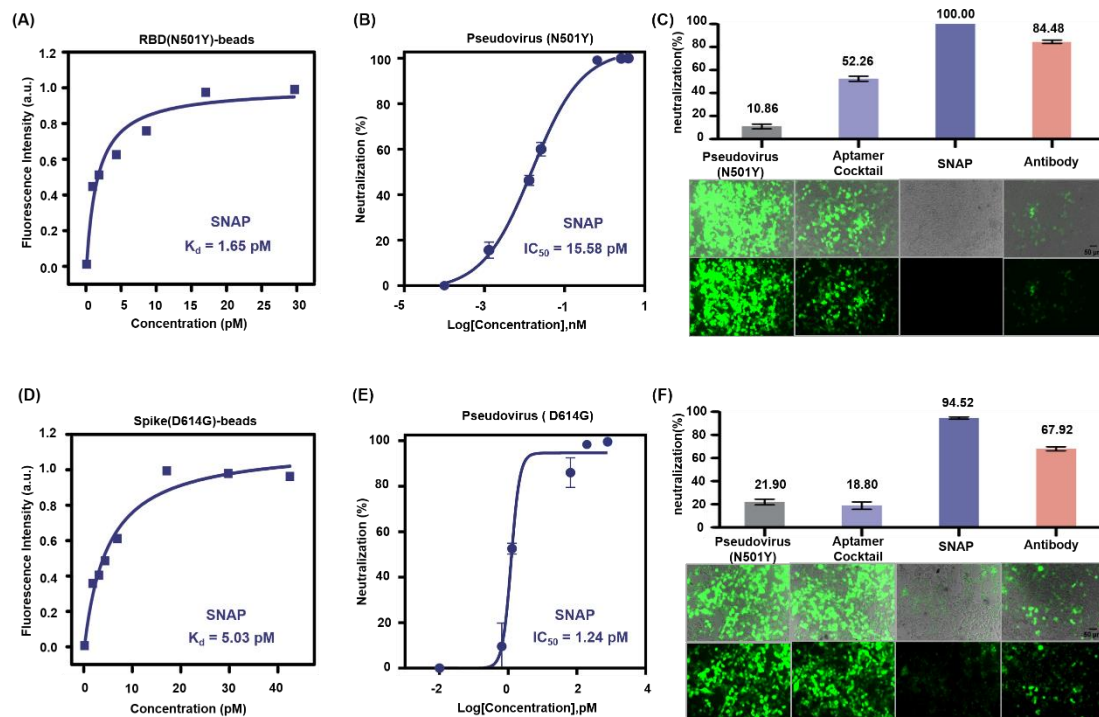 (A)
RBD(N501Y)-beads
Fluorescence Intensity (a.u.)
1.2
1.0
0.8
0.6
0.4
0.2
0.0
0
5
10
15
20
25
30
Concentration (pM)
SNAP
Kd = 1.65 pM
(B)
Pseudovirus (N501Y)
Neutralization (%)
100
80
60
40
20
0
-5
-3
-1
1
Log[Concentration],nM
SNAP
IC50 = 15.58 pM
(C)
neutralization(%)
100
80
60
40
20
0
10.86
52.26
100.00
84.48
Pseudovirus
(N501Y)
Aptamer
Cocktail
SNAP
Antibody
50 μm
(D)
Spike(D614G)-beads
Fluorescence Intensity (a.u.)
1.2
1.0
0.8
0.6
0.4
0.2
0.0
0
10
20
30
40
Concentration (pM)
SNAP
Kd = 5.03 pM
(E)
Pseudovirus ( D614G)
Neutralization (%)
100
80
60
40
20
0
-2
0
2
4
Log[Concentration],pM
SNAP
IC50 = 1.24 pM
(F)
neutralization(%)
100
80
60
40
20
0
21.90
18.80
94.52
67.92
Pseudovirus
(N501Y)
Aptamer
Cocktail
SNAP
Antibody